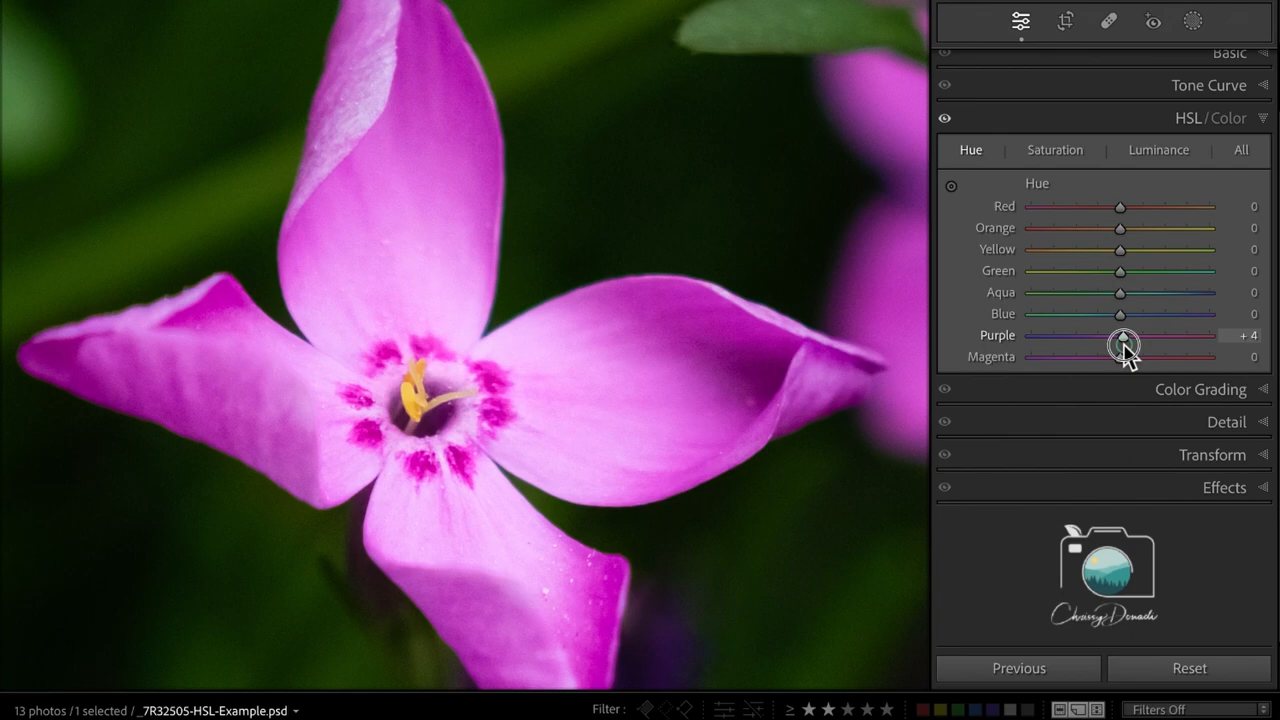 Basic
Tone Curve
HSL / Color
Hue | Saturation | Luminance | All
Hue
Red 0
Orange 0
Yellow 0
Green 0
Aqua 0
Blue 0
Purple + 4
Magenta 0
Color Grading
Detail
Transform
Effects
Chrissy Donadi
Previous Reset
13 photos / 1 selected / _7R32505-HSL-Example.psd
Filter : ≥ ★★★★★ Filters Off